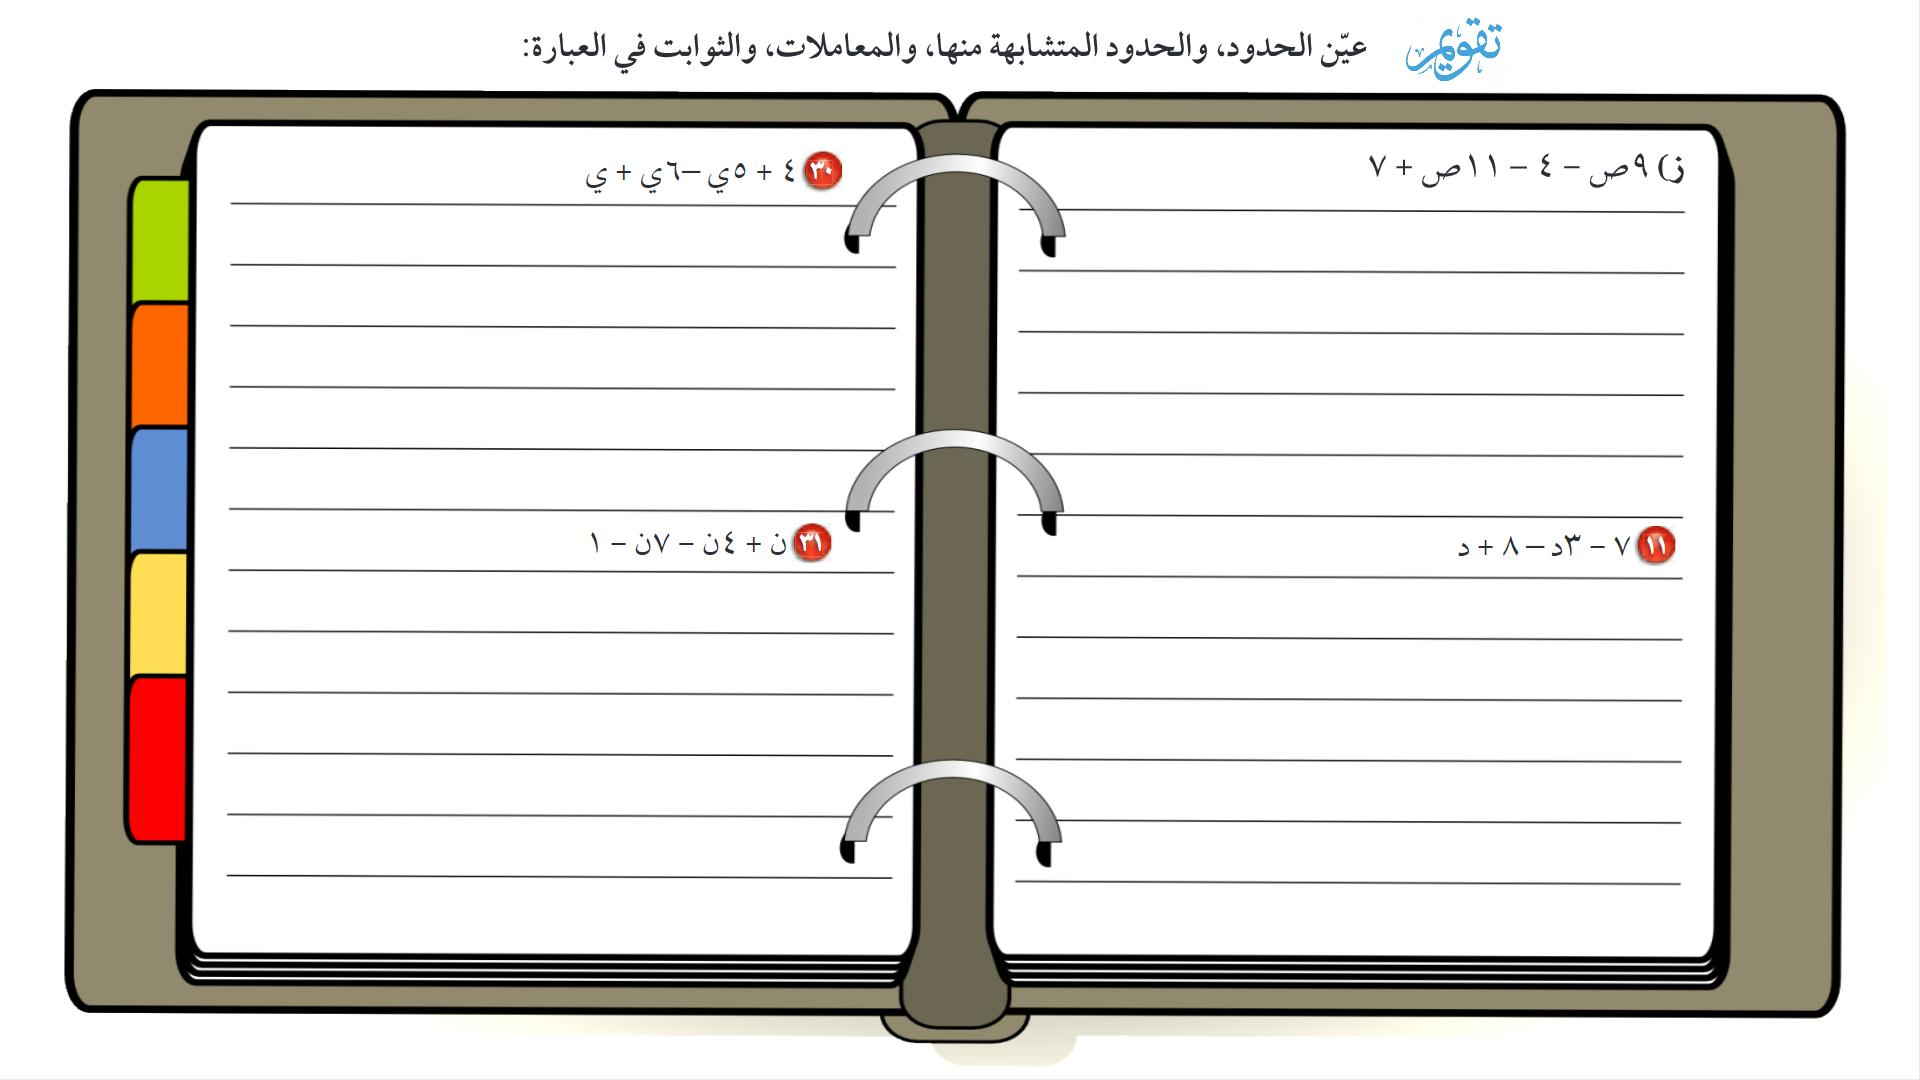 تقويم عيّن الحدود، والحدود المتشابهة منها، والمعاملات، والثوابت في العبارة:
ز) ٩ص – ٤ – ١١ص + ٧
١١ ٧ – ٣د – ٨ + د
٣٠ ٤ + ٥ي – ٦ي + ي
٣١ ن + ٤ن – ٧ن – ١